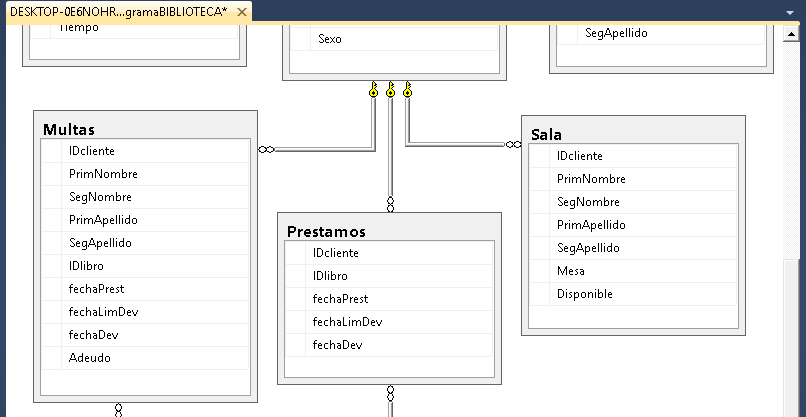 DESKTOP-0E6NOHR...gramaBIBLIOTECA*
Tiempo
Sexo
SegApellido
Multas
IDcliente
PrimNombre
SegNombre
PrimApellido
SegApellido
IDlibro
fechaPrest
fechaLimDev
fechaDev
Adeudo
Prestamos
IDcliente
IDlibro
fechaPrest
fechaLimDev
fechaDev
Sala
IDcliente
PrimNombre
SegNombre
PrimApellido
SegApellido
Mesa
Disponible